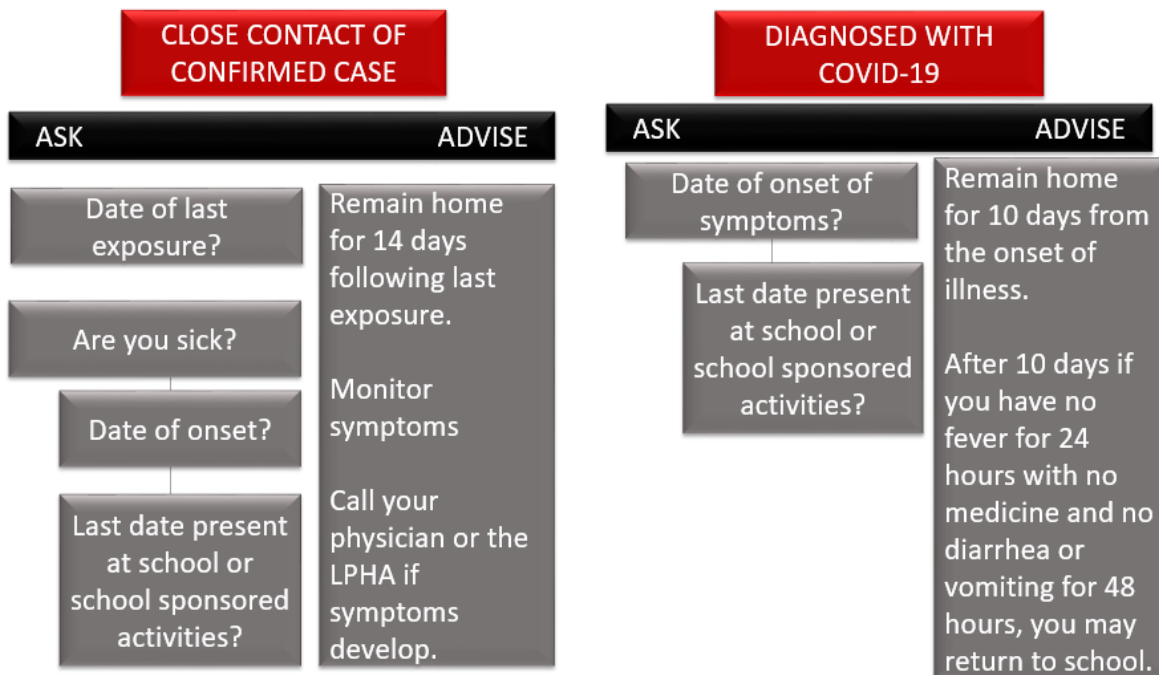 CLOSE CONTACT OF
CONFIRMED CASE
ASK
ADVISE
Date of last
exposure?
Are you sick?
Date of onset?
Last date present
at school or
school sponsored
activities?
Remain home
for 14 days
following last
exposure.
Monitor
symptoms
Call your
physician or the
LPHA if
symptoms
develop.
DIAGNOSED WITH
COVID-19
ASK
ADVISE
Date of onset of
symptoms?
Last date present
at school or
school sponsored
activities?
Remain home
for 10 days from
the onset of
illness.
After 10 days if
you have no
fever for 24
hours with no
medicine and no
diarrhea or
vomiting for 48
hours, you may
return to school.